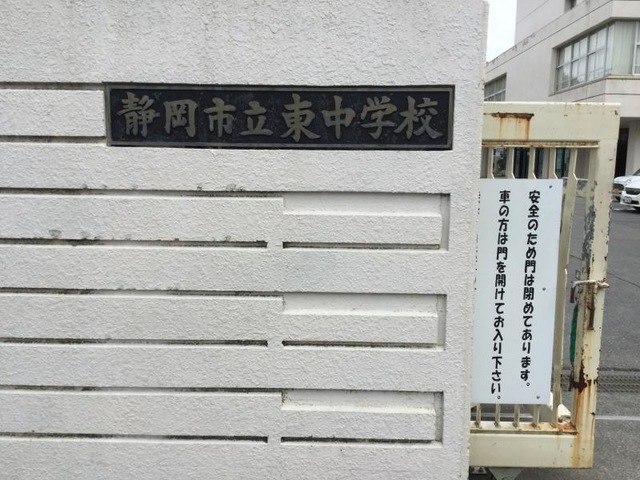 静岡市立東中学校
安全のため門は閉めてあります。
車の方は門を開けてお入り下さい。